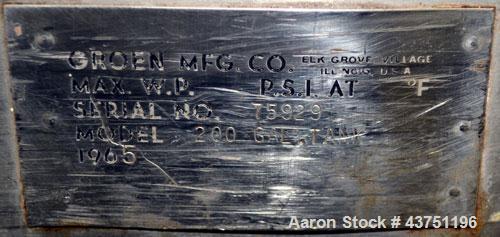 GROEN MFG. CO. ELK GROVE VILLAGE
ILLINOIS, U.S.A.
MAX. W.P. P.S.I. AT °F
SERIAL NO. 75929
MODEL 200 GAL. TANK
1965
Aaron Stock # 43751196